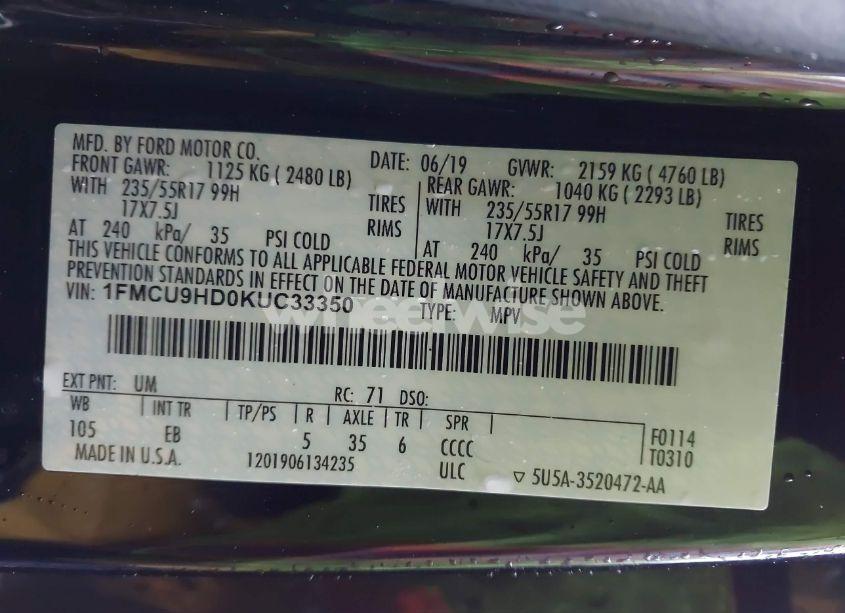 MFD. BY FORD MOTOR CO. DATE: 06/19 GVWR: 2159 KG ( 4760 LB)
FRONT GAWR: 1125 KG ( 2480 LB) REAR GAWR: 1040 KG ( 2293 LB)
WITH 235/55R17 99H TIRES WITH 235/55R17 99H TIRES
17X7.5J RIMS 17X7.5J RIMS
AT 240 kPa/ 35 PSI COLD AT 240 kPa/ 35 PSI COLD
THIS VEHICLE CONFORMS TO ALL APPLICABLE FEDERAL MOTOR VEHICLE SAFETY AND THEFT
PREVENTION STANDARDS IN EFFECT ON THE DATE OF MANUFACTURE SHOWN ABOVE.
VIN: 1FMCU9HD0KUC33350 TYPE: MPV
wheelwise
EXT PNT: UM RC: 71 DSO:
WB INT TR TP/PS R AXLE TR SPR
105 EB 5 35 6 CCCC F0114
MADE IN U.S.A. 1201906134235 ULC T0310
5U5A-3520472-AA